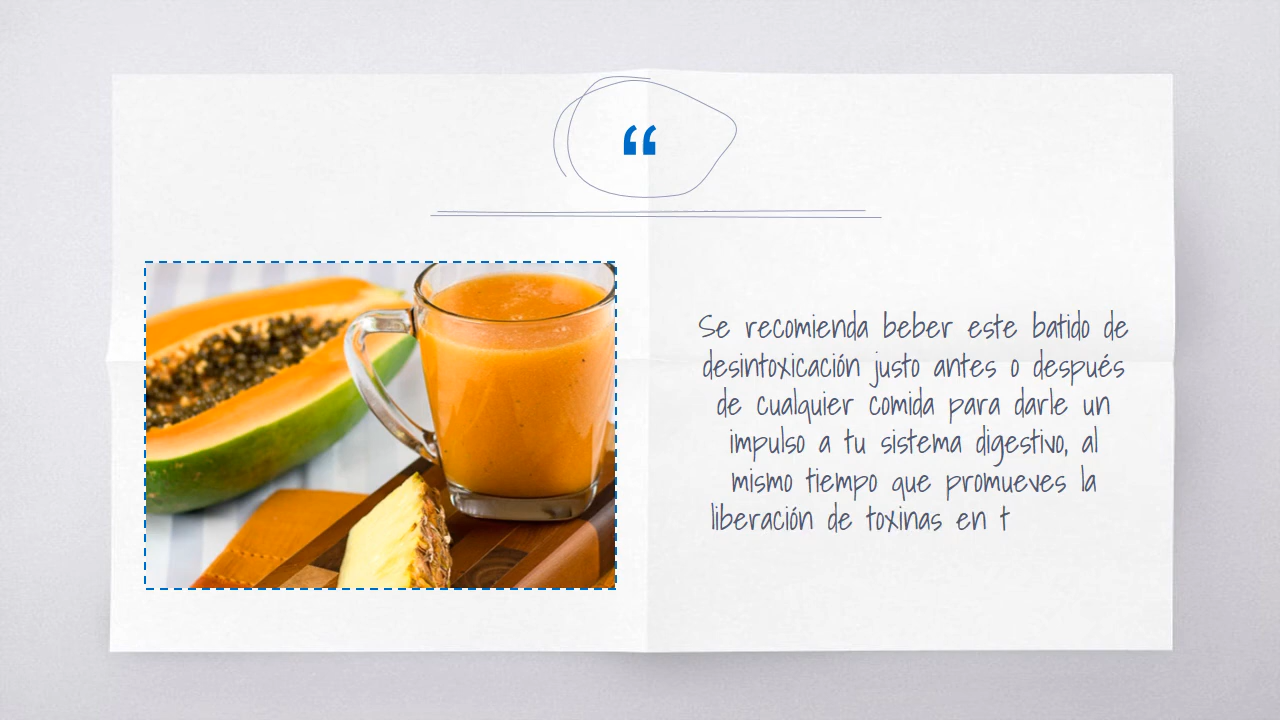 “
Se recomienda beber este batido de
desintoxicación justo antes o después
de cualquier comida para darle un
impulso a tu sistema digestivo, al
mismo tiempo que promueves la
liberación de toxinas en t